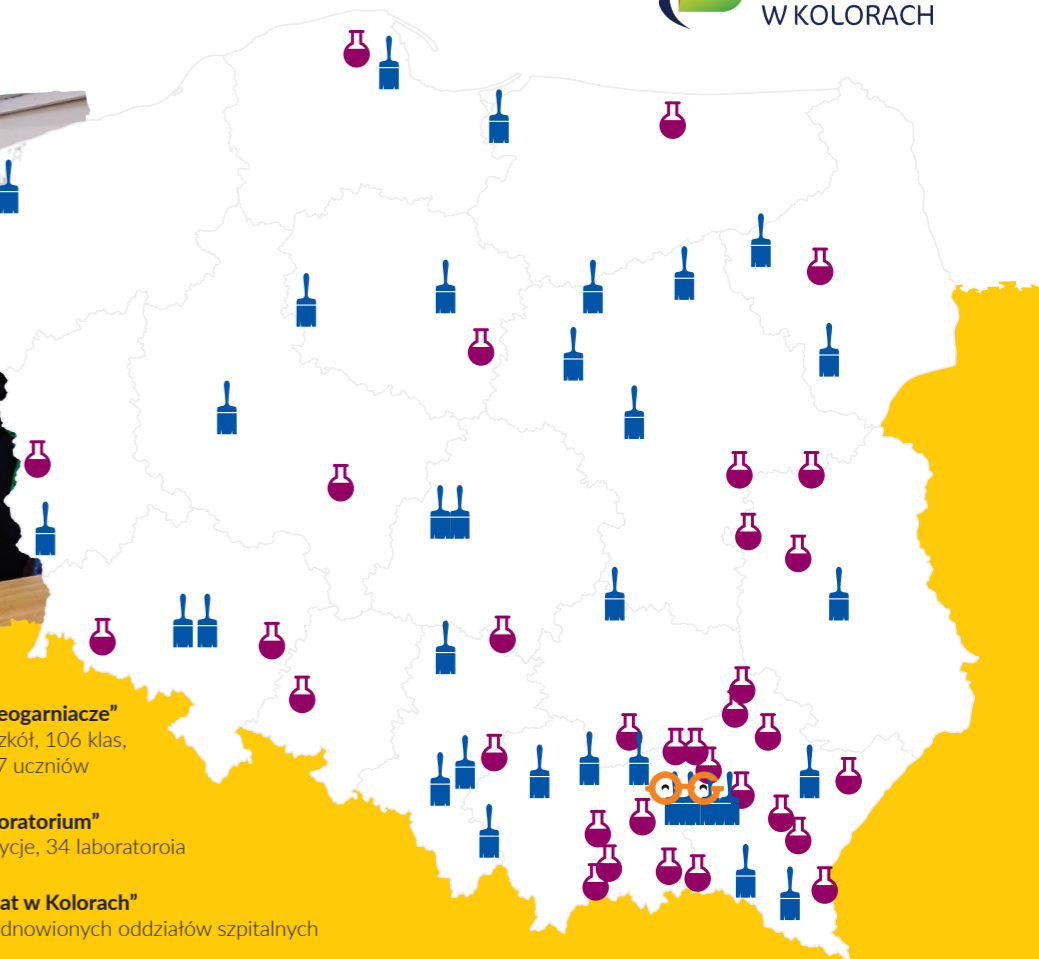 W KOLORACH
eogarniacze”
zkół, 106 klas,
7 uczniów
oratorium”
ycje, 34 laboratoroia
at w Kolorach”
dnowionych oddziałów szpitalnych